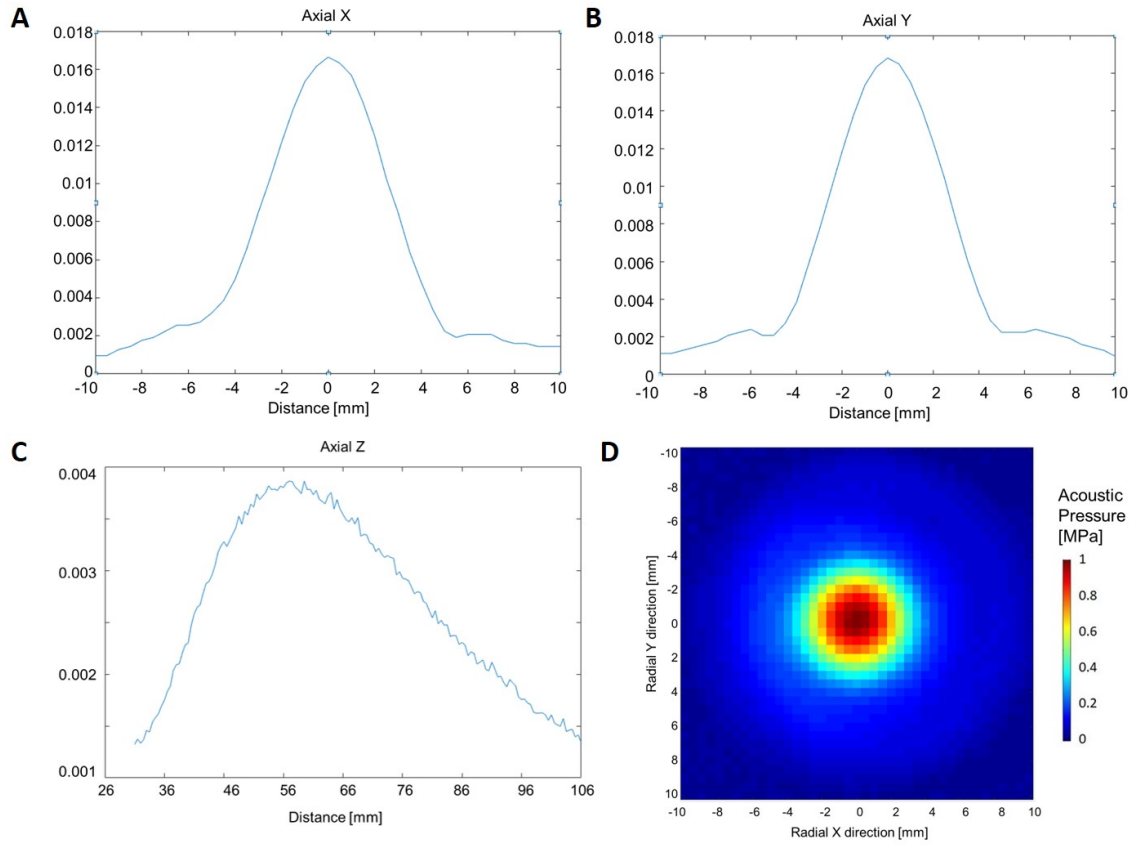 A
Axial X
0.018
0.016
0.014
0.012
0.01
0.008
0.006
0.004
0.002
0
-10 -8 -6 -4 -2 0 2 4 6 8 10
Distance [mm]
B
Axial Y
0.018
0.016
0.014
0.012
0.01
0.008
0.006
0.004
0.002
0
-10 -8 -6 -4 -2 0 2 4 6 8 10
Distance [mm]
C
Axial Z
0.004
0.003
0.002
0.001
26 36 46 56 66 76 86 96 106
Distance [mm]
D
-10
-8
-6
-4
-2
0
2
4
6
8
10
Radial Y direction [mm]
-10 -8 -6 -4 -2 0 2 4 6 8 10
Radial X direction [mm]
Acoustic
Pressure
[MPa]
1
0.8
0.6
0.4
0.2
0